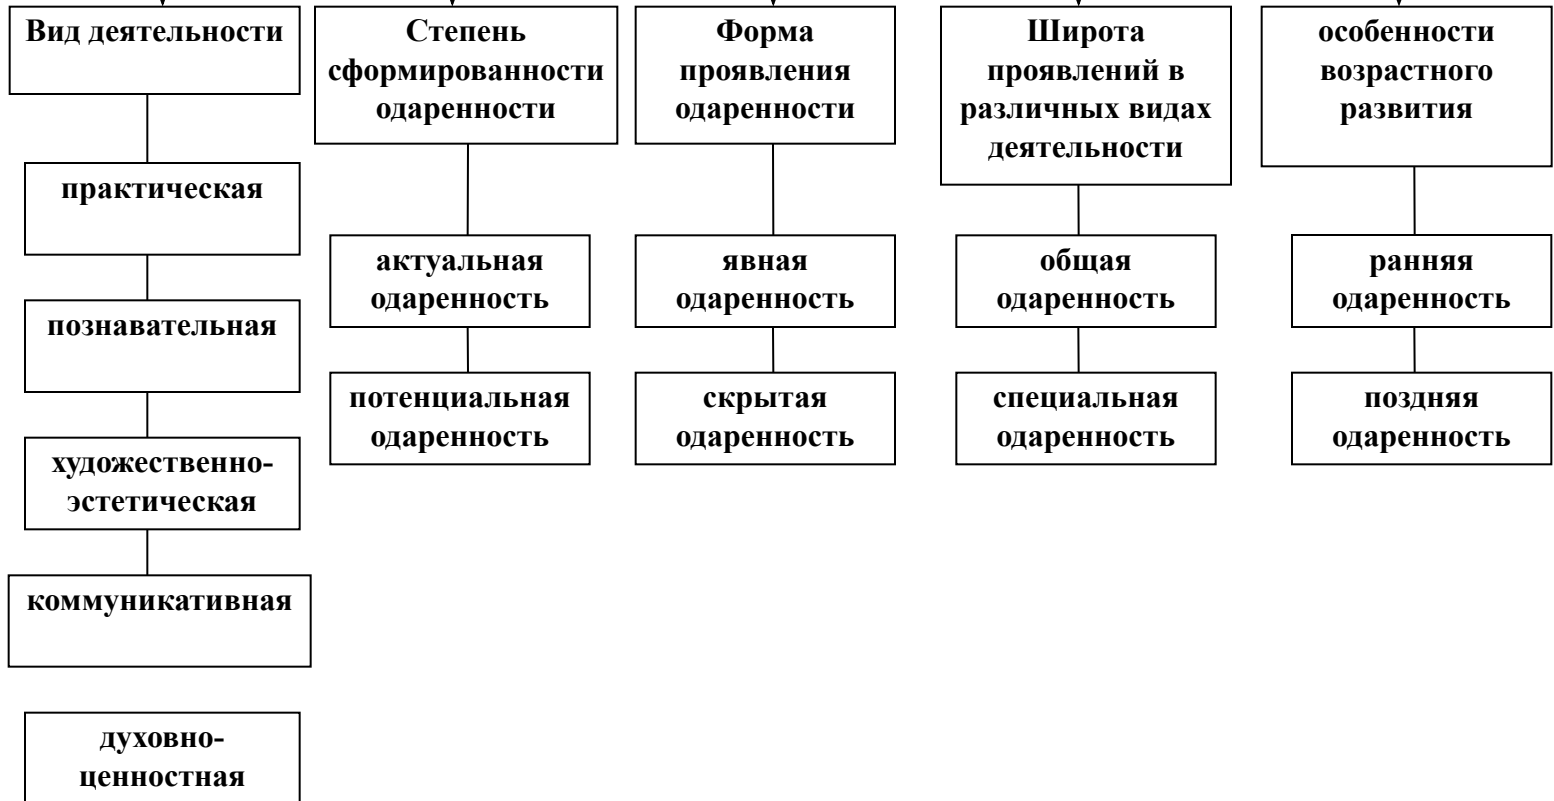 Вид деятельности
практическая
познавательная
художественно-
эстетическая
коммуникативная
духовно-
ценностная
Степень
сформированности
одаренности
актуальная
одаренность
потенциальная
одаренность
Форма
проявления
одаренности
явная
одаренность
скрытая
одаренность
Широта
проявлений в
различных видах
деятельности
общая
одаренность
специальная
одаренность
особенности
возрастного
развития
ранняя
одаренность
поздняя
одаренность